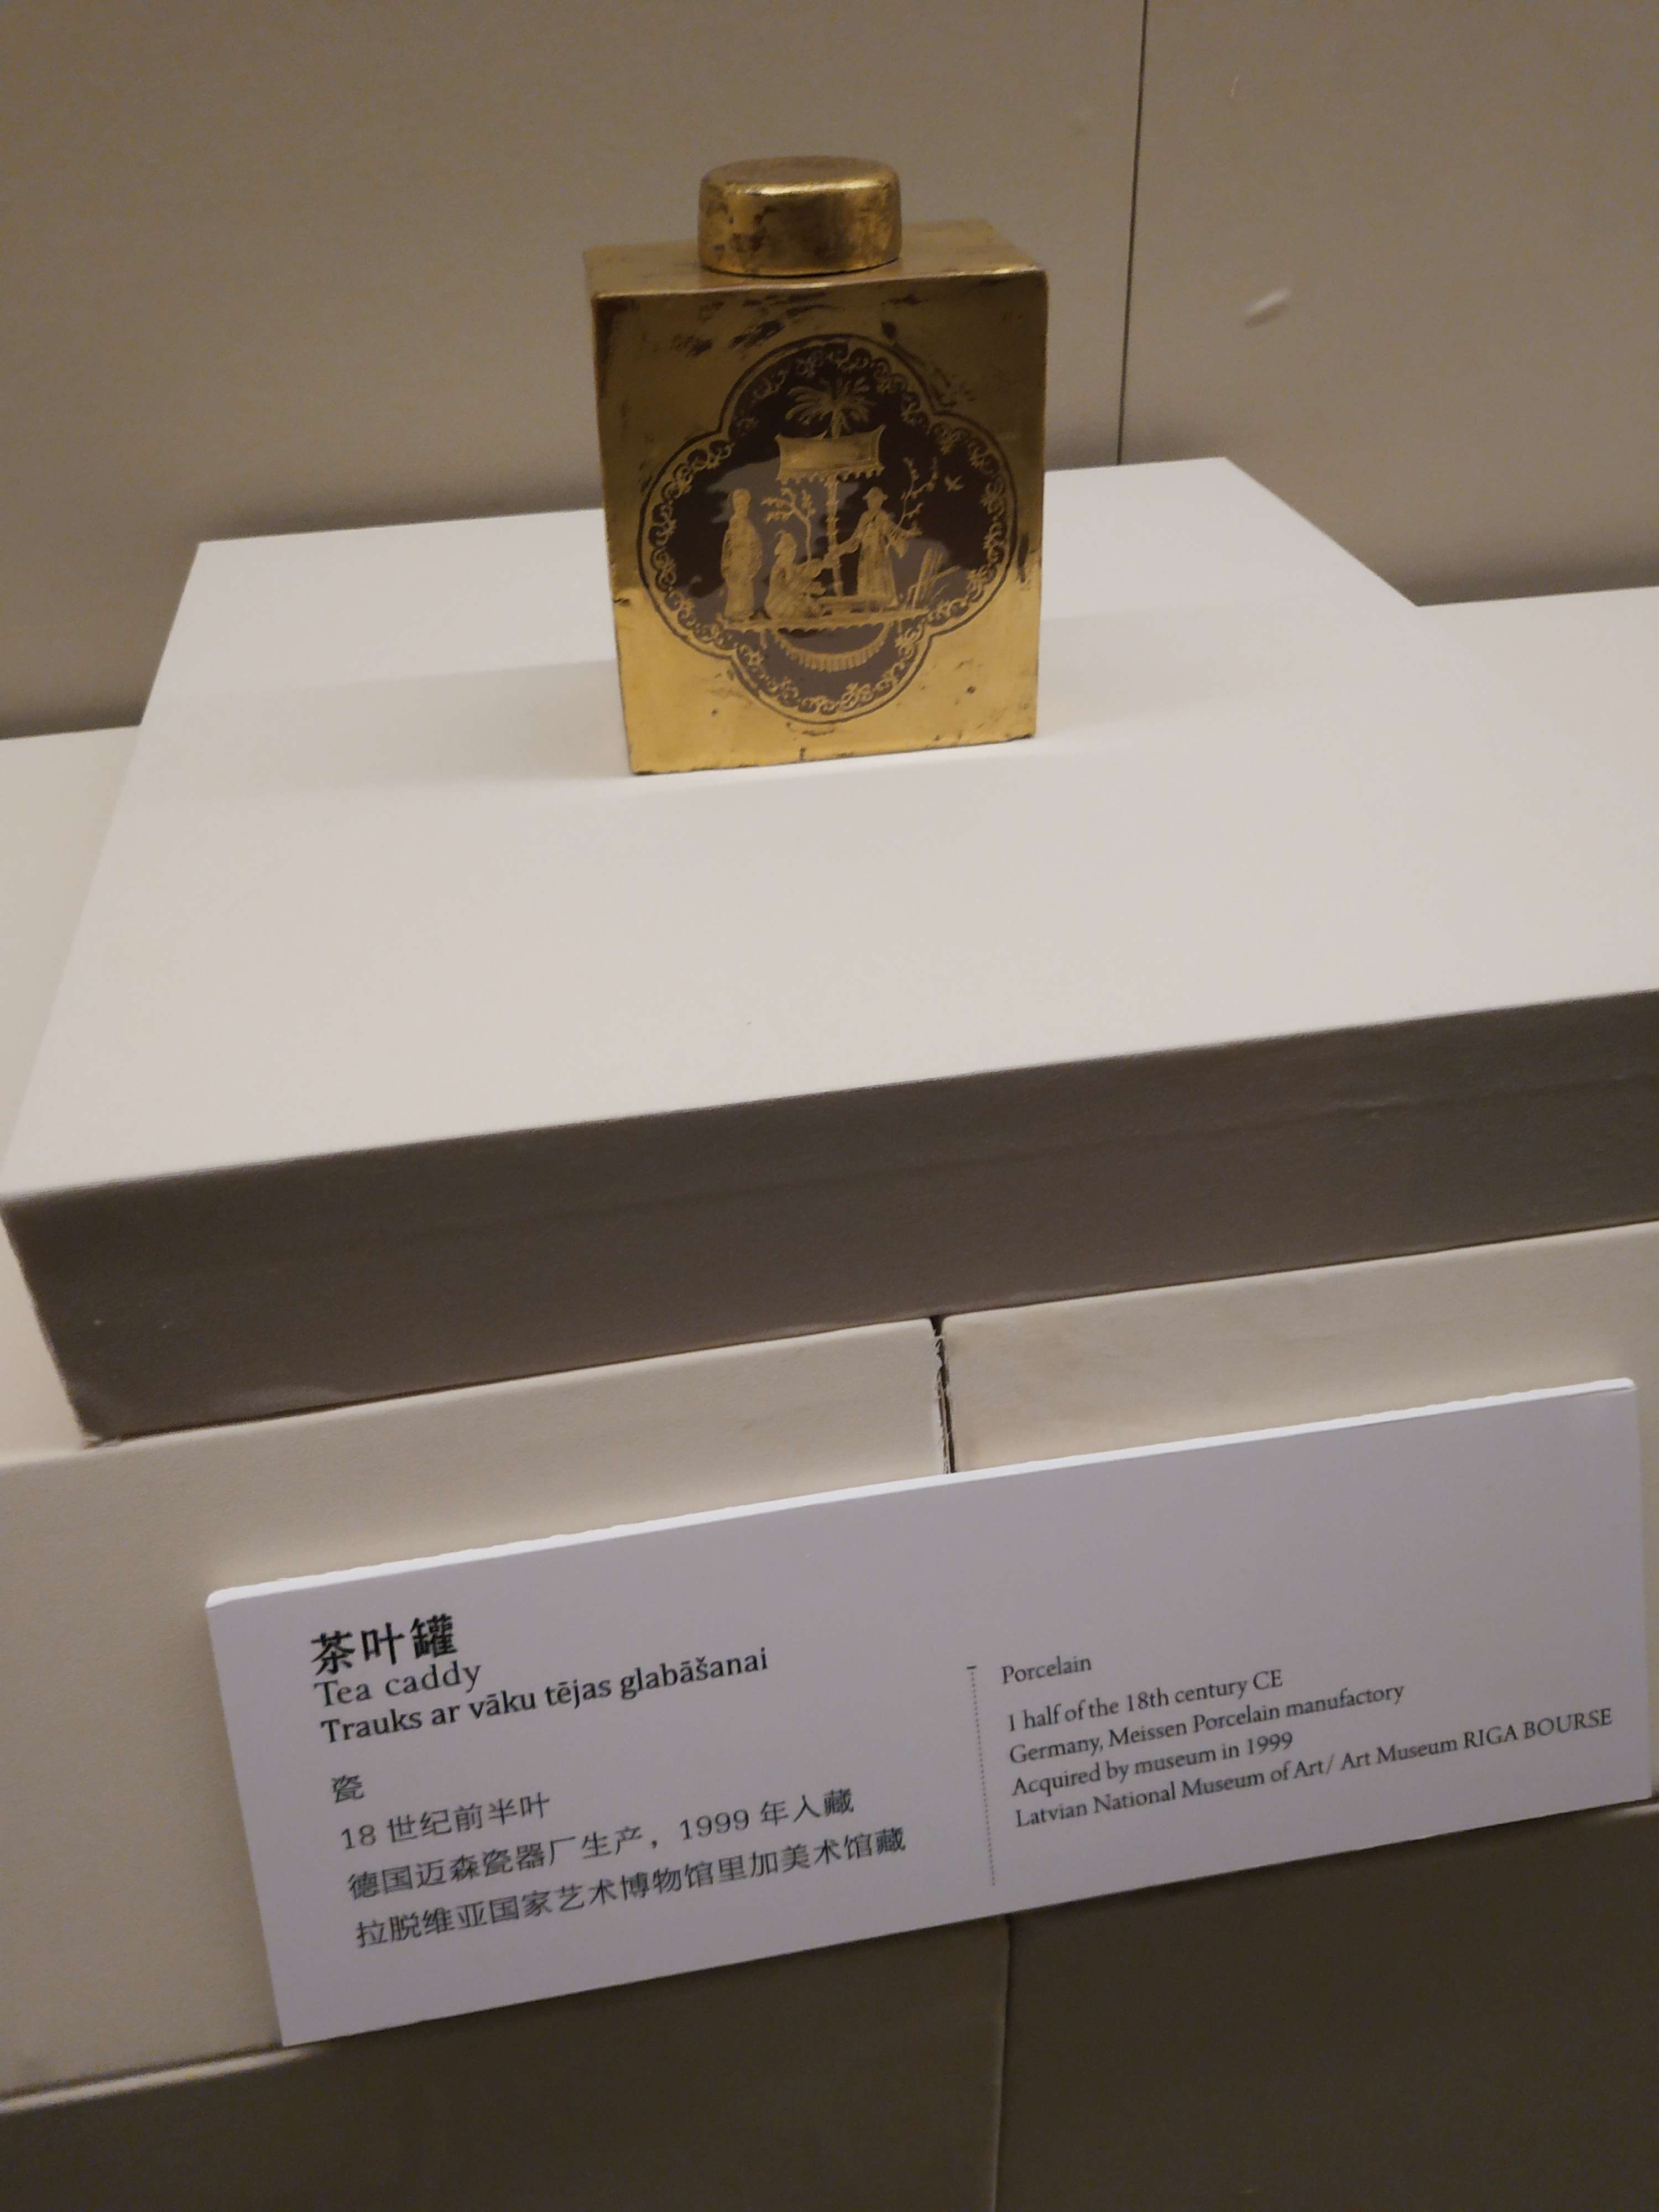 茶叶罐
Tea caddy
Trauks ar vāku tējas glabāšanai
瓷
18 世纪前半叶
德国迈森瓷器厂生产，1999 年入藏
拉脱维亚国家艺术博物馆里加美术馆藏
Porcelain
1 half of the 18th century CE
Germany, Meissen Porcelain manufactory
Acquired by museum in 1999
Latvian National Museum of Art/ Art Museum RIGA BOURSE